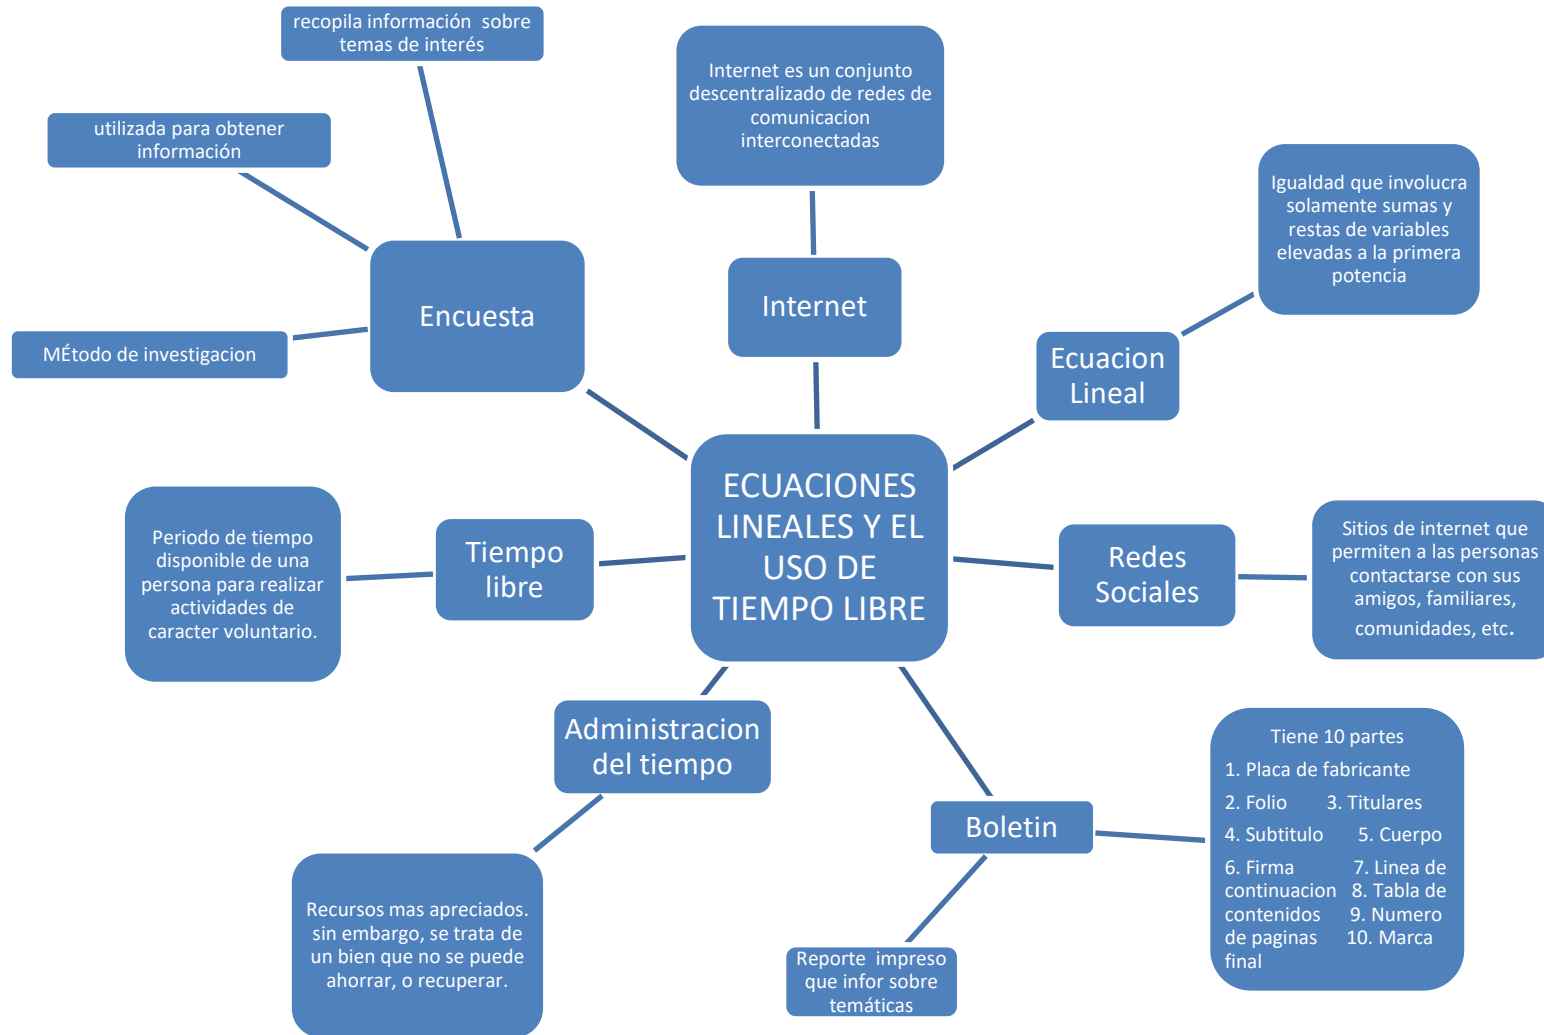 recopila información sobre
temas de interés
utilizada para obtener
información
MÉtodo de investigacion
Encuesta
Internet es un conjunto
descentralizado de redes de
comunicacion
interconectadas
Internet
Igualdad que involucra
solamente sumas y
restas de variables
elevadas a la primera
potencia
Ecuacion
Lineal
ECUACIONES
LINEALES Y EL
USO DE
TIEMPO LIBRE
Periodo de tiempo
disponible de una
persona para realizar
actividades de
caracter voluntario.
Tiempo
libre
Redes
Sociales
Sitios de internet que
permiten a las personas
contactarse con sus
amigos, familiares,
comunidades, etc.
Administracion
del tiempo
Recursos mas apreciados.
sin embargo, se trata de
un bien que no se puede
ahorrar, o recuperar.
Boletin
Reporte impreso
que infor sobre
temáticas
Tiene 10 partes
1. Placa de fabricante
2. Folio 3. Titulares
4. Subtitulo 5. Cuerpo
6. Firma 7. Linea de
continuacion 8. Tabla de
contenidos 9. Numero
de paginas 10. Marca
final